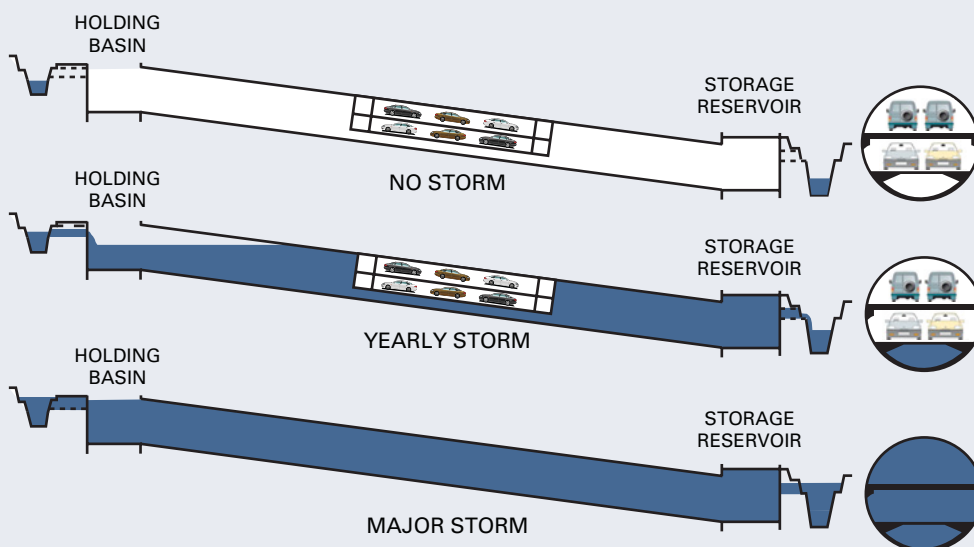 HOLDING
BASIN
STORAGE
RESERVOIR
NO STORM
HOLDING
BASIN
STORAGE
RESERVOIR
YEARLY STORM
HOLDING
BASIN
STORAGE
RESERVOIR
MAJOR STORM